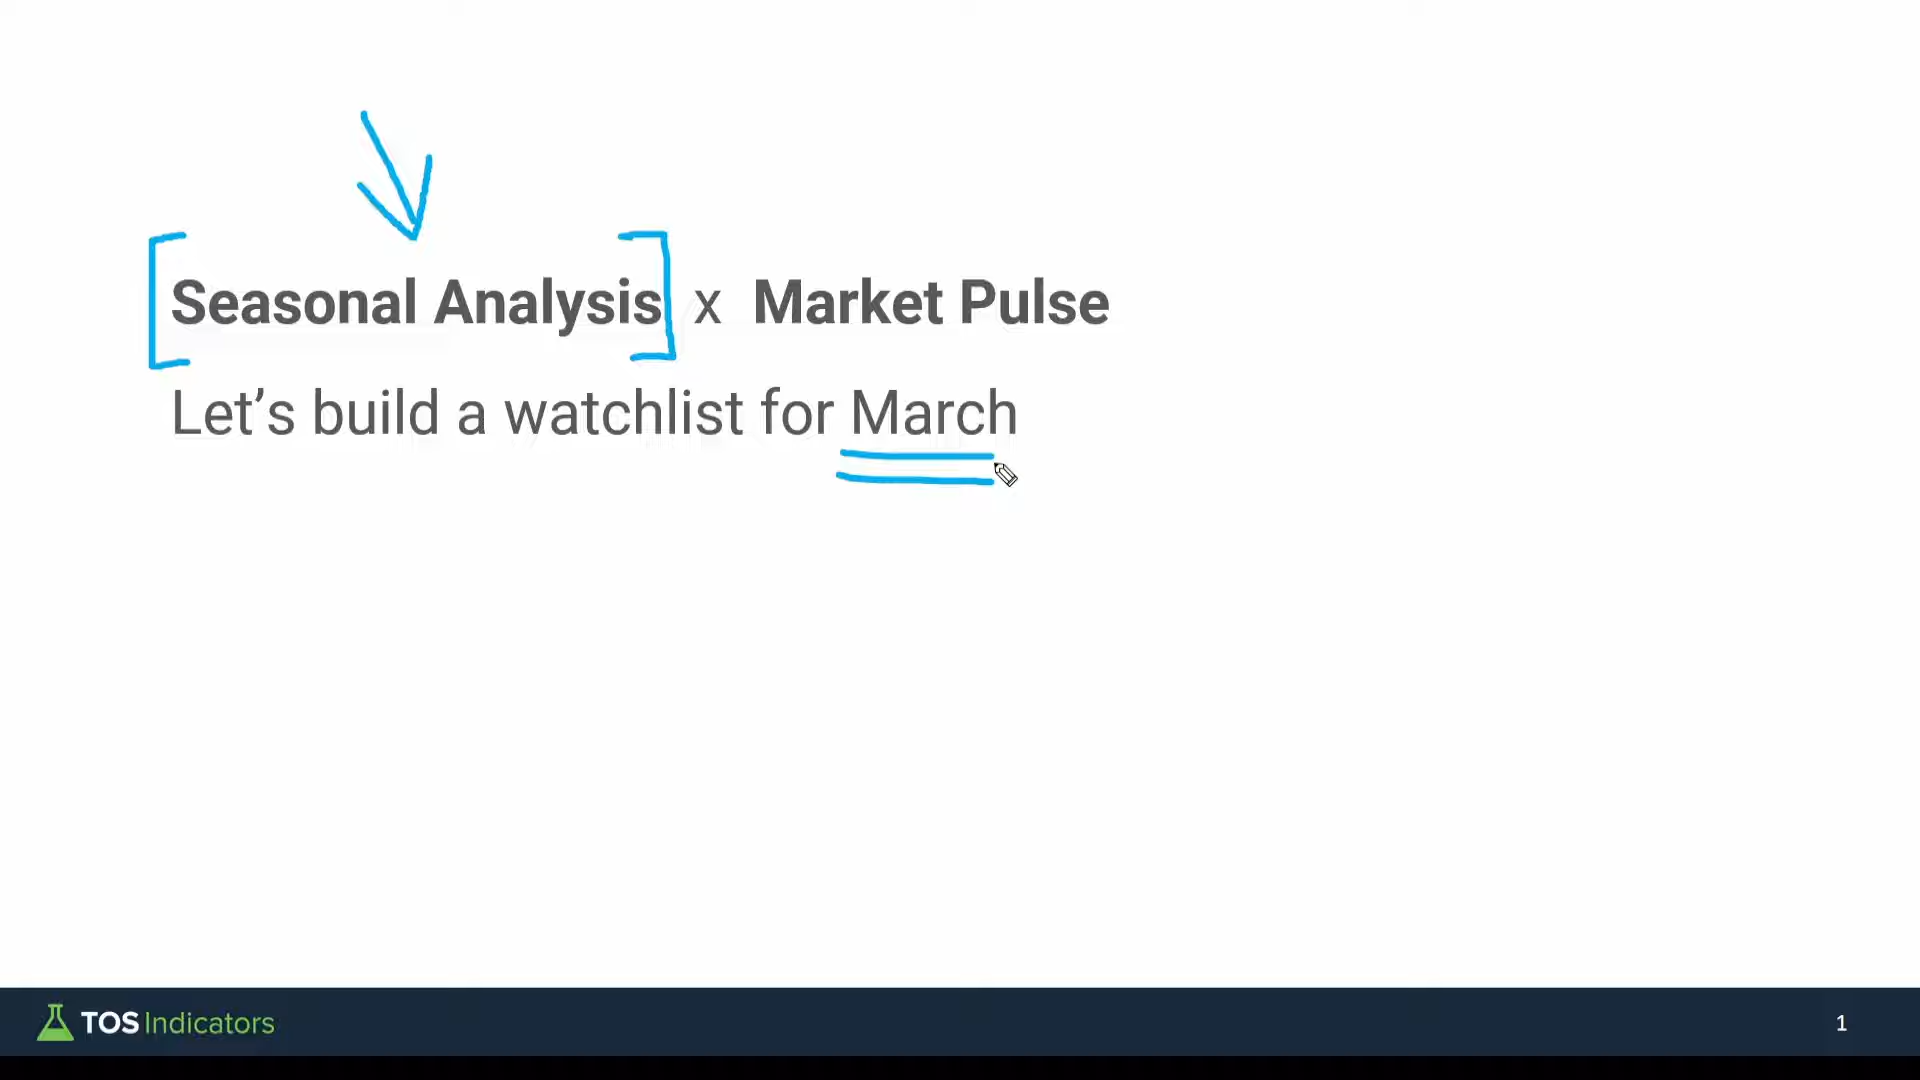 Seasonal Analysis x Market Pulse
Let’s build a watchlist for March
TOS Indicators
1